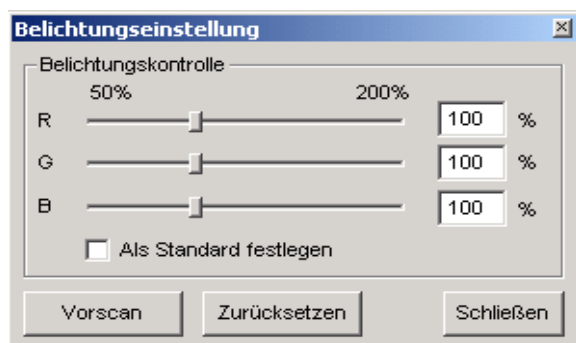 Belichtungseinstellung
Belichtungskontrolle
50% 200%
R 100 %
G 100 %
B 100 %
Als Standard festlegen
Vorscan Zurücksetzen Schließen